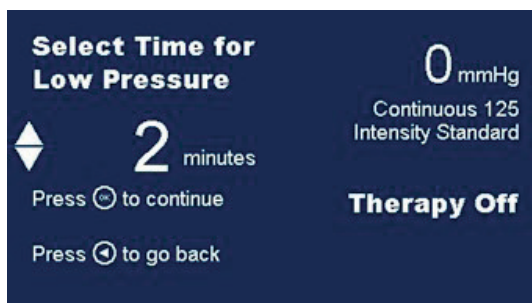 Select Time for
Low Pressure
2 minutes
Press OK to continue
Press to go back
0 mmHg
Continuous 125
Intensity Standard
Therapy Off